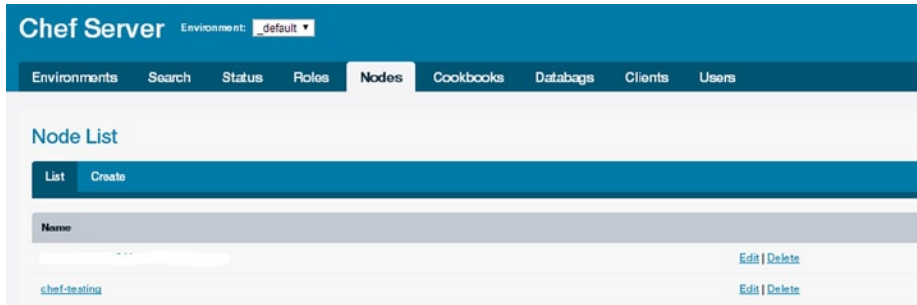 Chef Server Environment: _default
Environments Search Status Roles Nodes Cookbooks Databags Clients Users
Node List
List Create
Name
Edit | Delete
chef-testing Edit | Delete